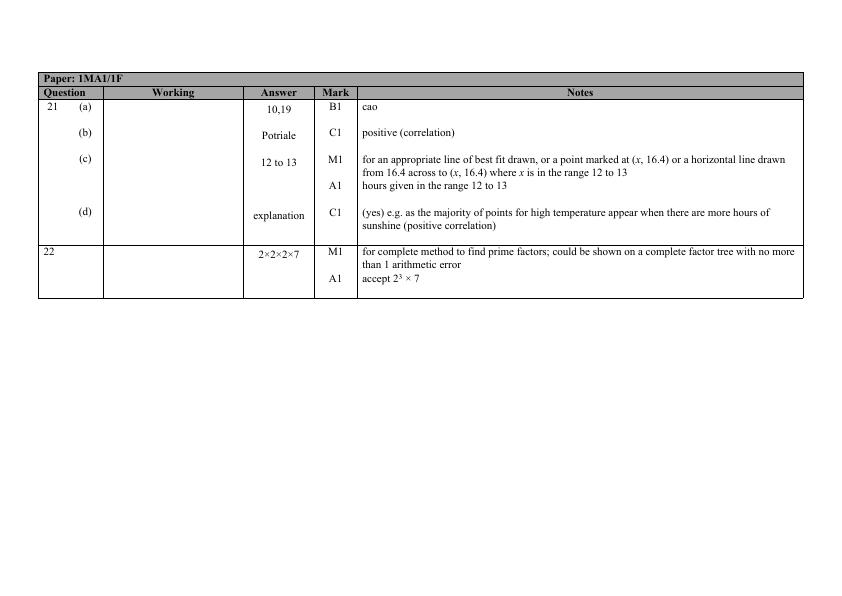 Paper: 1MA1/1F
Question Working Answer Mark Notes
21 (a) 10,19 B1 cao
(b) Potriale C1 positive (correlation)
(c) 12 to 13 M1 for an appropriate line of best fit drawn, or a point marked at (x, 16.4) or a horizontal line drawn
from 16.4 across to (x, 16.4) where x is in the range 12 to 13
A1 hours given in the range 12 to 13
(d) explanation C1 (yes) e.g. as the majority of points for high temperature appear when there are more hours of
sunshine (positive correlation)
22 2×2×2×7 M1 for complete method to find prime factors; could be shown on a complete factor tree with no more
than 1 arithmetic error
A1 accept 2³ × 7